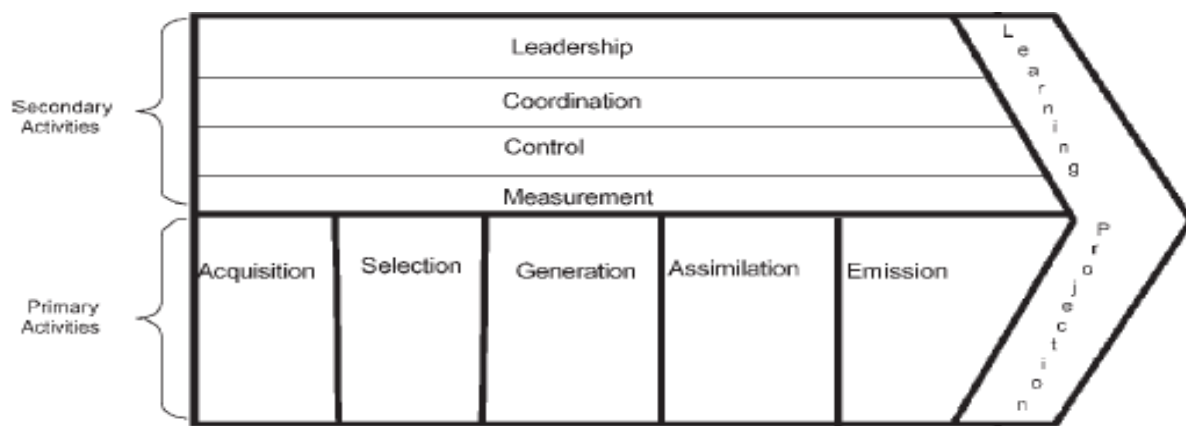 Leadership
Coordination
Control
Measurement
Secondary
Activities
Learning
Acquisition
Selection
Generation
Assimilation
Emission
Primary
Activities
Projection